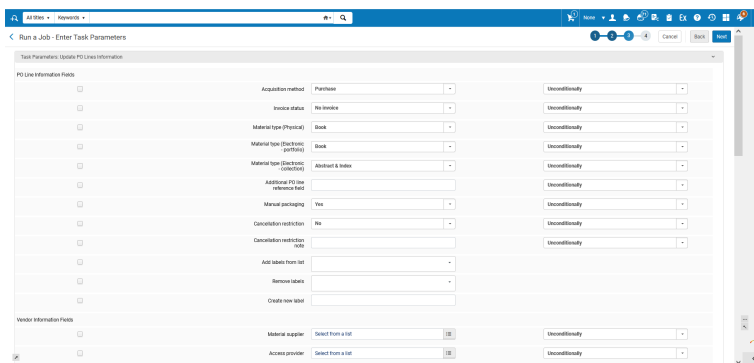 All titles Keywords None
Run a Job - Enter Task Parameters 1 2 3 4 Cancel Back Next
Task Parameters: Update PO Lines Information
PO Line Information Fields
Acquisition method Purchase Unconditionally
Invoice status No invoice Unconditionally
Material type (Physical) Book Unconditionally
Material type (Electronic
- portfolio) Book Unconditionally
Material type (Electronic
- collection) Abstract & Index Unconditionally
Additional PO line
reference field Unconditionally
Manual packaging Yes Unconditionally
Cancellation restriction No Unconditionally
Cancellation restriction
note Unconditionally
Add labels from list
Remove labels
Create new label
Vendor Information Fields
Material supplier Select from a list Unconditionally
Access provider Select from a list Unconditionally